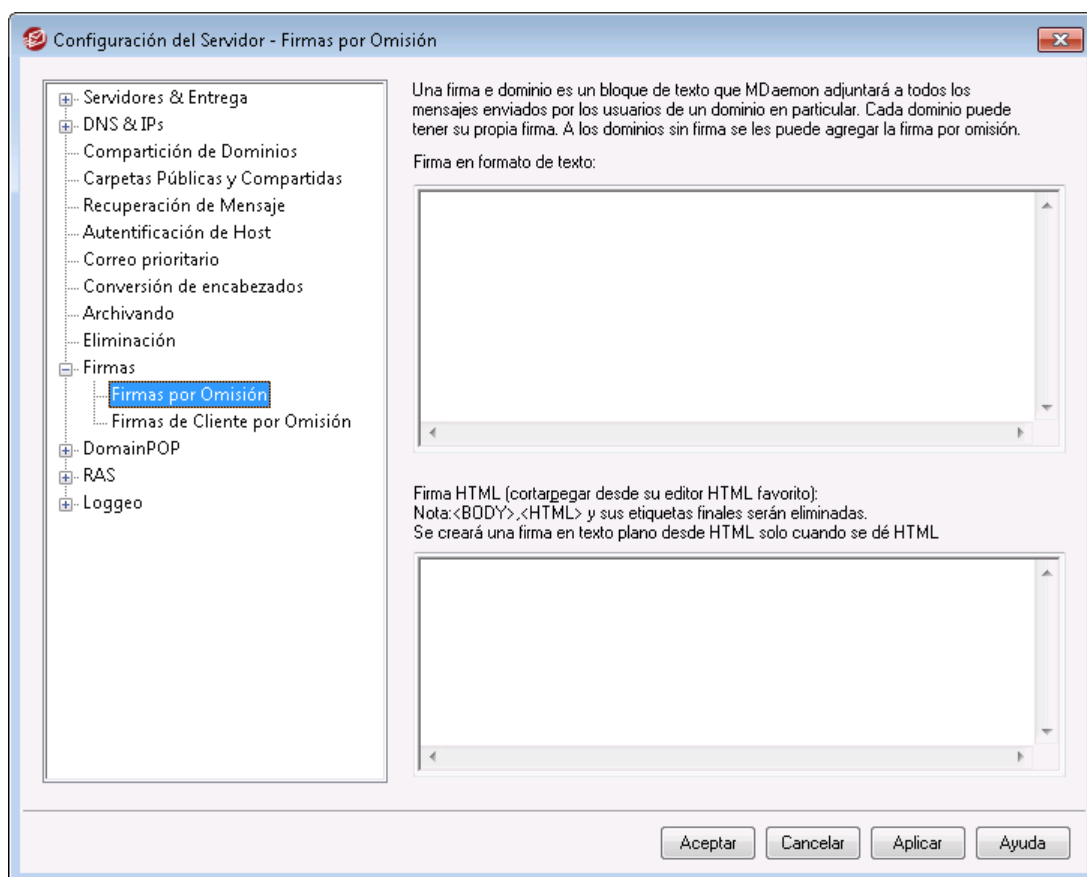 Configuración del Servidor - Firmas por Omisión
Servidores & Entrega
DNS & IPs
Compartición de Dominios
Carpetas Públicas y Compartidas
Recuperación de Mensaje
Autentificación de Host
Correo prioritario
Conversión de encabezados
Archivando
Eliminación
Firmas
Firmas por Omisión
Firmas de Cliente por Omisión
DomainPOP
RAS
Loggeo
Una firma e dominio es un bloque de texto que MDaemon adjuntará a todos los
mensajes enviados por los usuarios de un dominio en particular. Cada dominio puede
tener su propia firma. A los dominios sin firma se les puede agregar la firma por omisión.
Firma en formato de texto:
Firma HTML (cortarpegar desde su editor HTML favorito):
Nota:<BODY>,<HTML> y sus etiquetas finales serán eliminadas.
Se creará una firma en texto plano desde HTML solo cuando se dé HTML
Aceptar
Cancelar
Aplicar
Ayuda